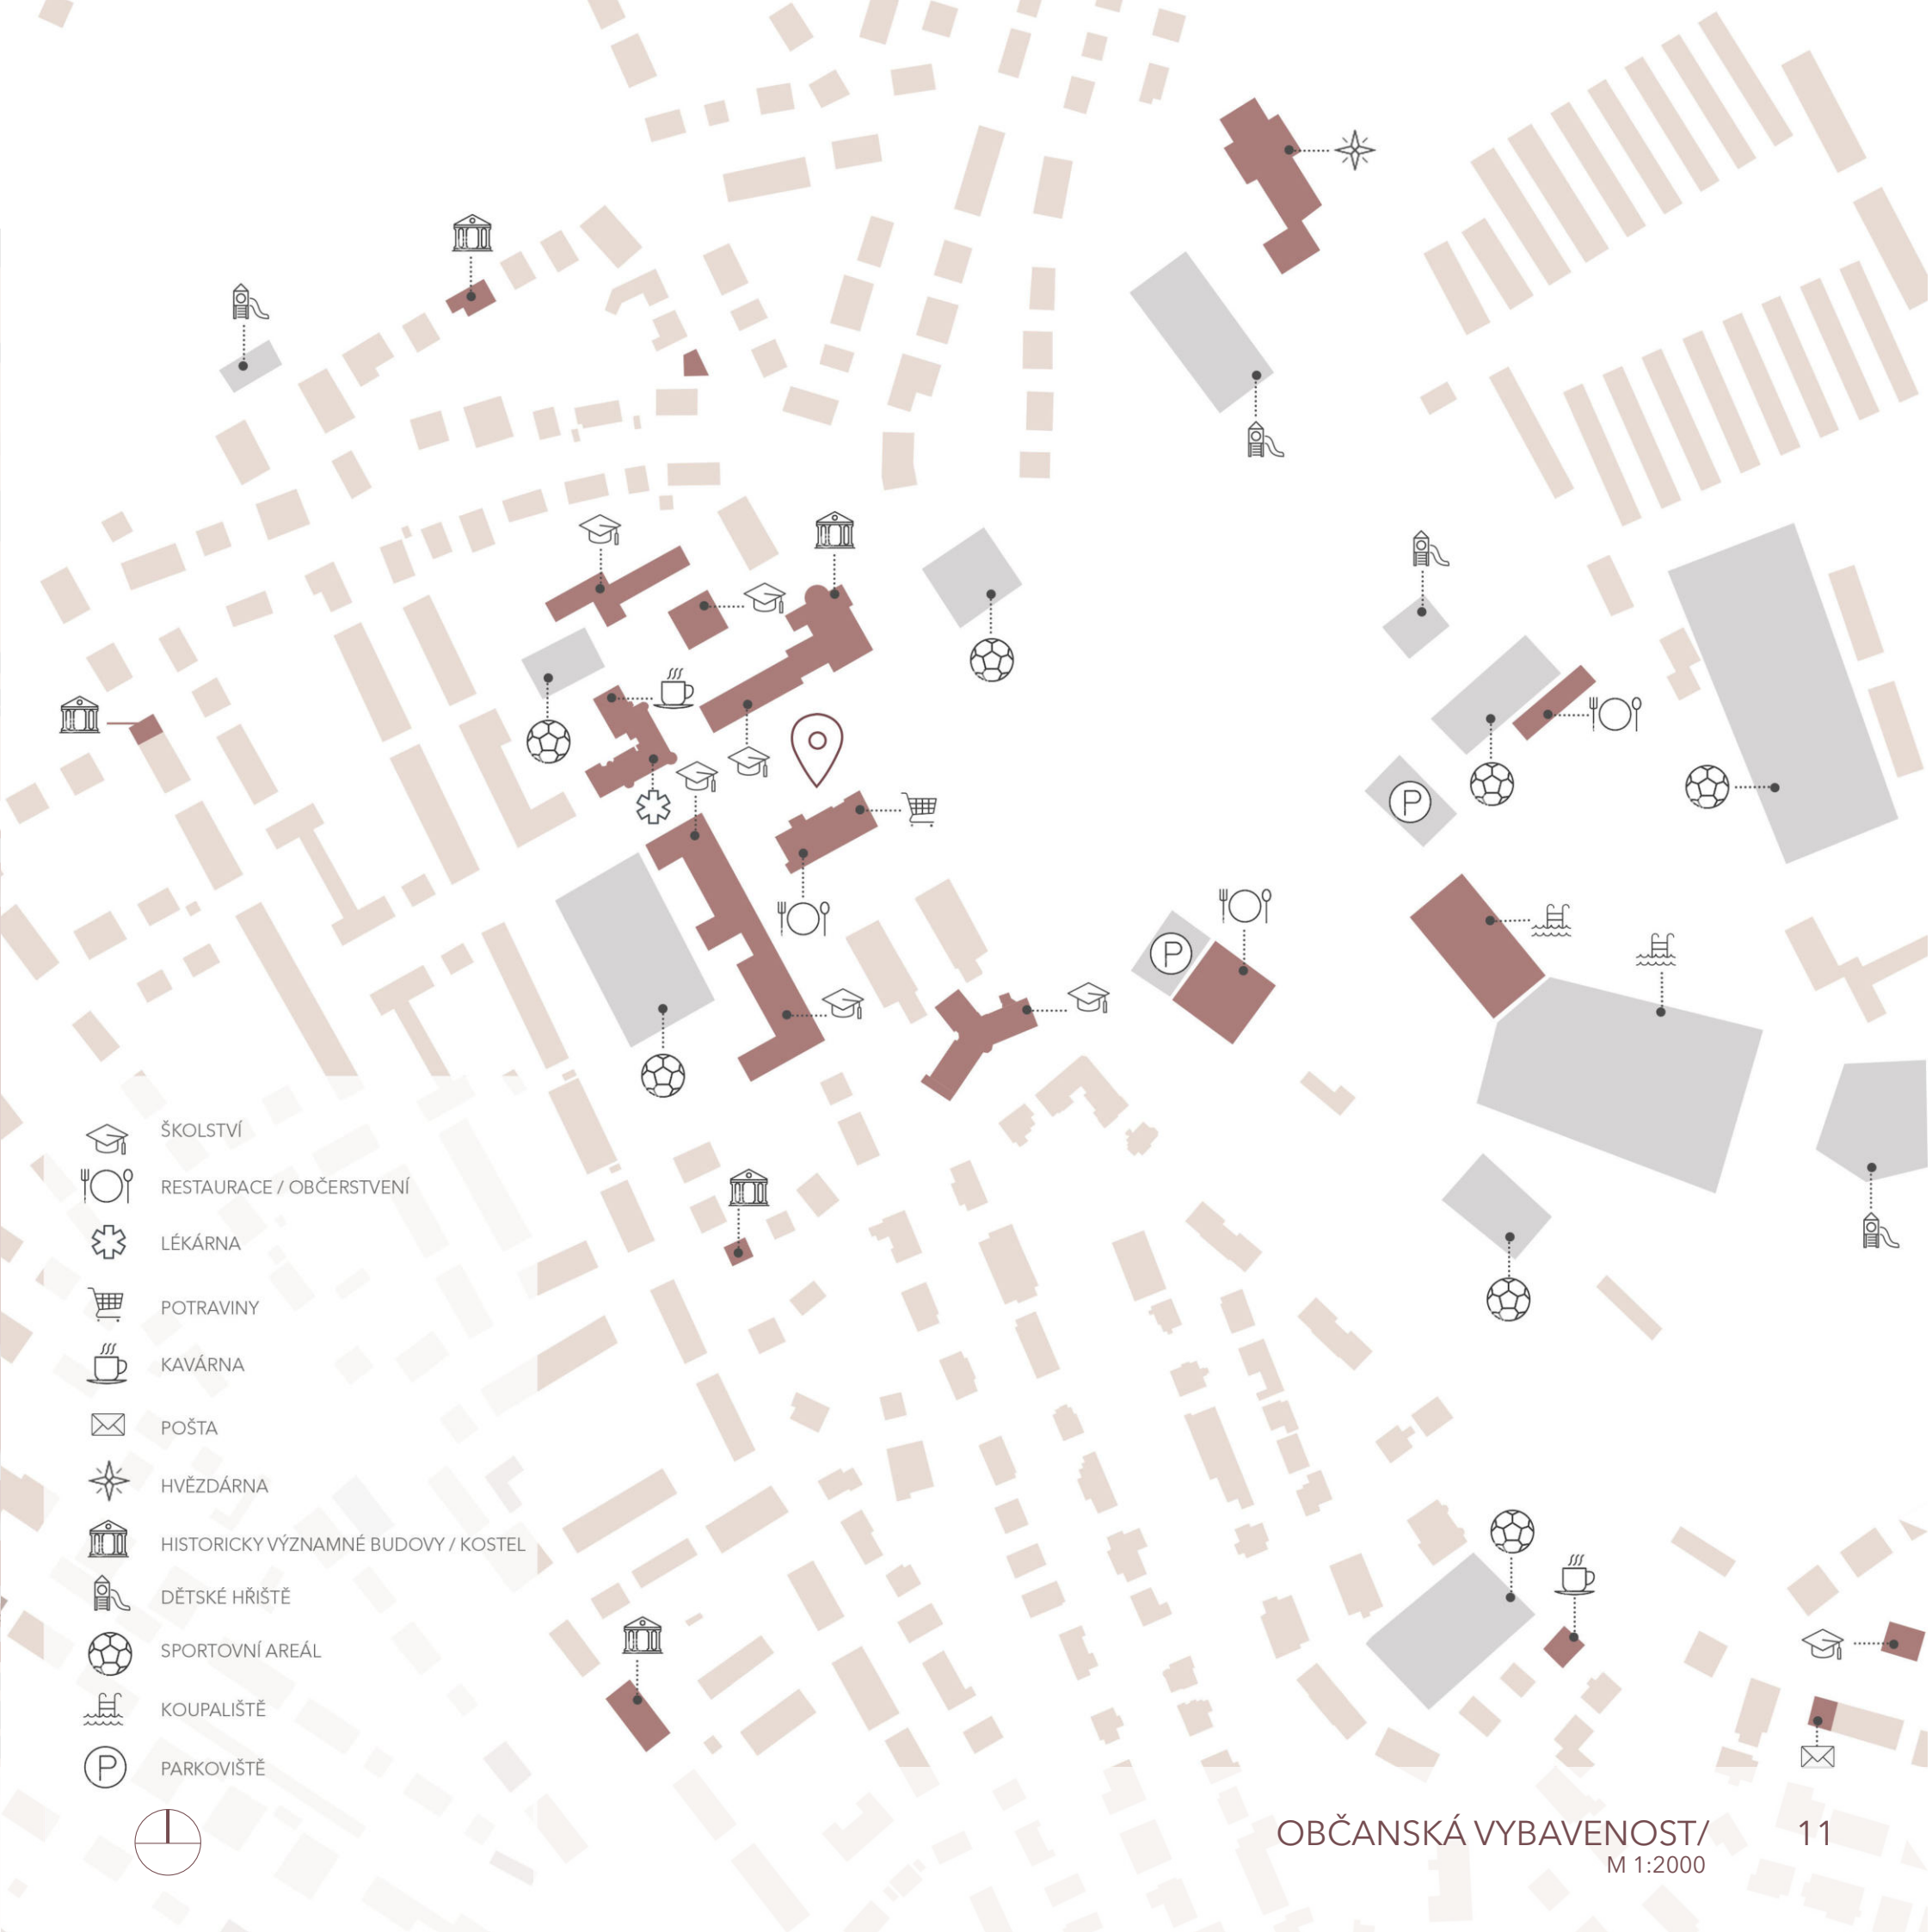 P
P
ŠKOLSTVÍ
RESTAURACE / OBČERSTVENÍ
LÉKÁRNA
POTRAVINY
KAVÁRNA
POŠTA
HVĚZDÁRNA
HISTORICKY VÝZNAMNÉ BUDOVY / KOSTEL
DĚTSKÉ HŘIŠTĚ
SPORTOVNÍ AREÁL
KOUPALIŠTĚ
P PARKOVIŠTĚ
OBČANSKÁ VYBAVENOST/ 11
M 1:2000